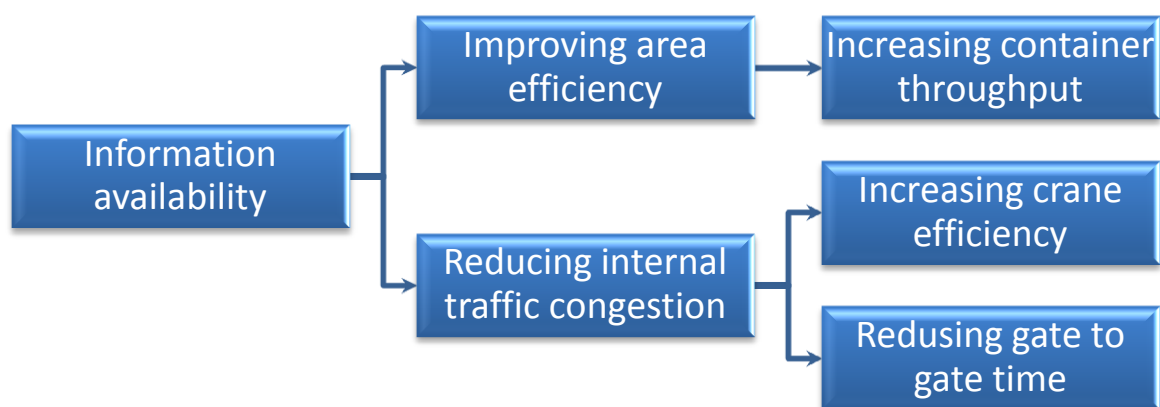 Information
availability
Improving area
efficiency
Increasing container
throughput
Reducing internal
traffic congestion
Increasing crane
efficiency
Redusing gate to
gate time